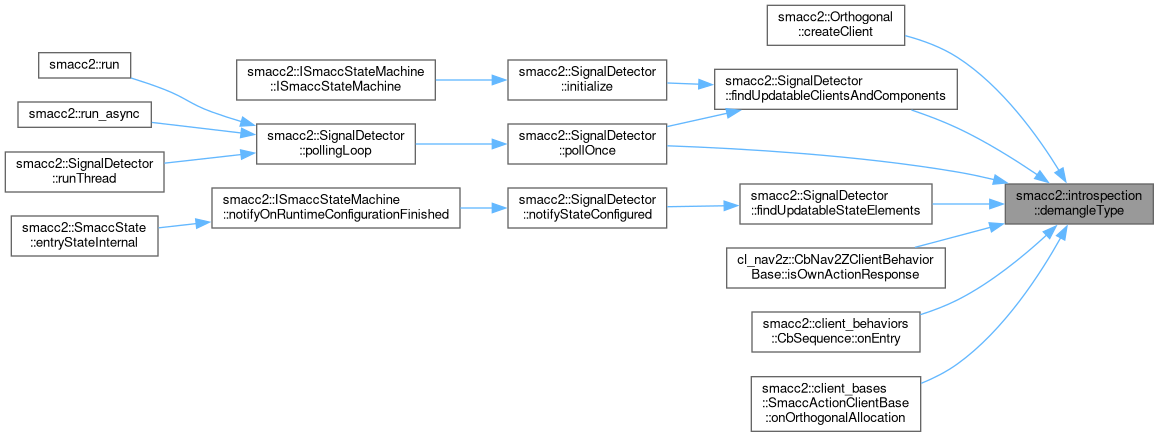 smacc2::Orthogonal
::createClient
smacc2::run
smacc2::ISmaccStateMachine
::ISmaccStateMachine
smacc2::SignalDetector
::initialize
smacc2::SignalDetector
::findUpdatableClientsAndComponents
smacc2::run_async
smacc2::SignalDetector
::pollingLoop
smacc2::SignalDetector
::pollOnce
smacc2::SignalDetector
::runThread
smacc2::ISmaccStateMachine
::notifyOnRuntimeConfigurationFinished
smacc2::SignalDetector
::notifyStateConfigured
smacc2::SignalDetector
::findUpdatableStateElements
smacc2::introspection
::demangleType
smacc2::SmaccState
::entryStateInternal
cl_nav2z::CbNav2ZClientBehavior
Base::isOwnActionResponse
smacc2::client_behaviors
::CbSequence::onEntry
smacc2::client_bases
::SmaccActionClientBase
::onOrthogonalAllocation